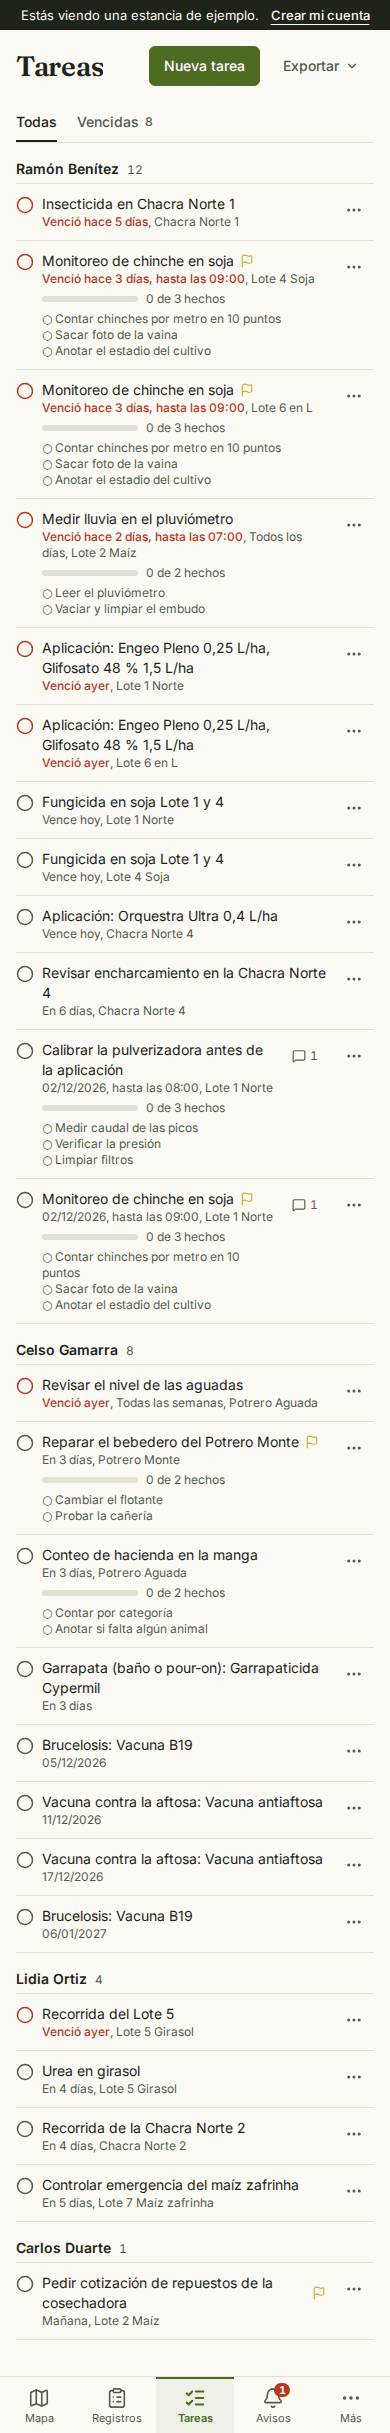 Estás viendo una estancia de ejemplo. Crear mi cuenta
Tareas
Nueva tarea
Exportar
Todas
Vencidas 8
Ramón Benítez 12
Insecticida en Chacra Norte 1
Venció hace 5 días, Chacra Norte 1
Monitoreo de chinche en soja
Venció hace 3 días, hasta las 09:00, Lote 4 Soja
0 de 3 hechos
Contar chinches por metro en 10 puntos
Sacar foto de la vaina
Anotar el estadio del cultivo
Monitoreo de chinche en soja
Venció hace 3 días, hasta las 09:00, Lote 6 en L
0 de 3 hechos
Contar chinches por metro en 10 puntos
Sacar foto de la vaina
Anotar el estadio del cultivo
Medir lluvia en el pluviómetro
Venció hace 2 días, hasta las 07:00, Todos los
días, Lote 2 Maíz
0 de 2 hechos
Leer el pluviómetro
Vaciar y limpiar el embudo
Aplicación: Engeo Pleno 0,25 L/ha,
Glifosato 48 % 1,5 L/ha
Venció ayer, Lote 1 Norte
Aplicación: Engeo Pleno 0,25 L/ha,
Glifosato 48 % 1,5 L/ha
Venció ayer, Lote 6 en L
Fungicida en soja Lote 1 y 4
Vence hoy, Lote 1 Norte
Fungicida en soja Lote 1 y 4
Vence hoy, Lote 4 Soja
Aplicación: Orquestra Ultra 0,4 L/ha
Vence hoy, Chacra Norte 4
Revisar encharcamiento en la Chacra Norte
4
En 6 días, Chacra Norte 4
Calibrar la pulverizadora antes de
la aplicación
1
02/12/2026, hasta las 08:00, Lote 1 Norte
0 de 3 hechos
Medir caudal de las picos
Verificar la presión
Limpiar filtros
Monitoreo de chinche en soja
1
02/12/2026, hasta las 09:00, Lote 1 Norte
0 de 3 hechos
Contar chinches por metro en 10
puntos
Sacar foto de la vaina
Anotar el estadio del cultivo
Celso Gamarra 8
Revisar el nivel de las aguadas
Venció ayer, Todas las semanas, Potrero Aguada
Reparar el bebedero del Potrero Monte
En 3 días, Potrero Monte
0 de 2 hechos
Cambiar el flotante
Probar la cañería
Conteo de hacienda en la manga
En 3 días, Potrero Aguada
0 de 2 hechos
Contar por categoría
Anotar si falta algún animal
Garrapata (baño o pour-on): Garrapaticida
Cypermil
En 3 días
Brucelosis: Vacuna B19
05/12/2026
Vacuna contra la aftosa: Vacuna antiaftosa
11/12/2026
Vacuna contra la aftosa: Vacuna antiaftosa
17/12/2026
Brucelosis: Vacuna B19
06/01/2027
Lidia Ortiz 4
Recorrida del Lote 5
Venció ayer, Lote 5 Girasol
Urea en girasol
En 4 días, Lote 5 Girasol
Recorrida de la Chacra Norte 2
En 4 días, Chacra Norte 2
Controlar emergencia del maíz zafrinha
En 5 días, Lote 7 Maíz zafrinha
Carlos Duarte 1
Pedir cotización de repuestos de la
cosechadora
Mañana, Lote 2 Maíz
1
Mapa
Registros
Tareas
Avisos
Más